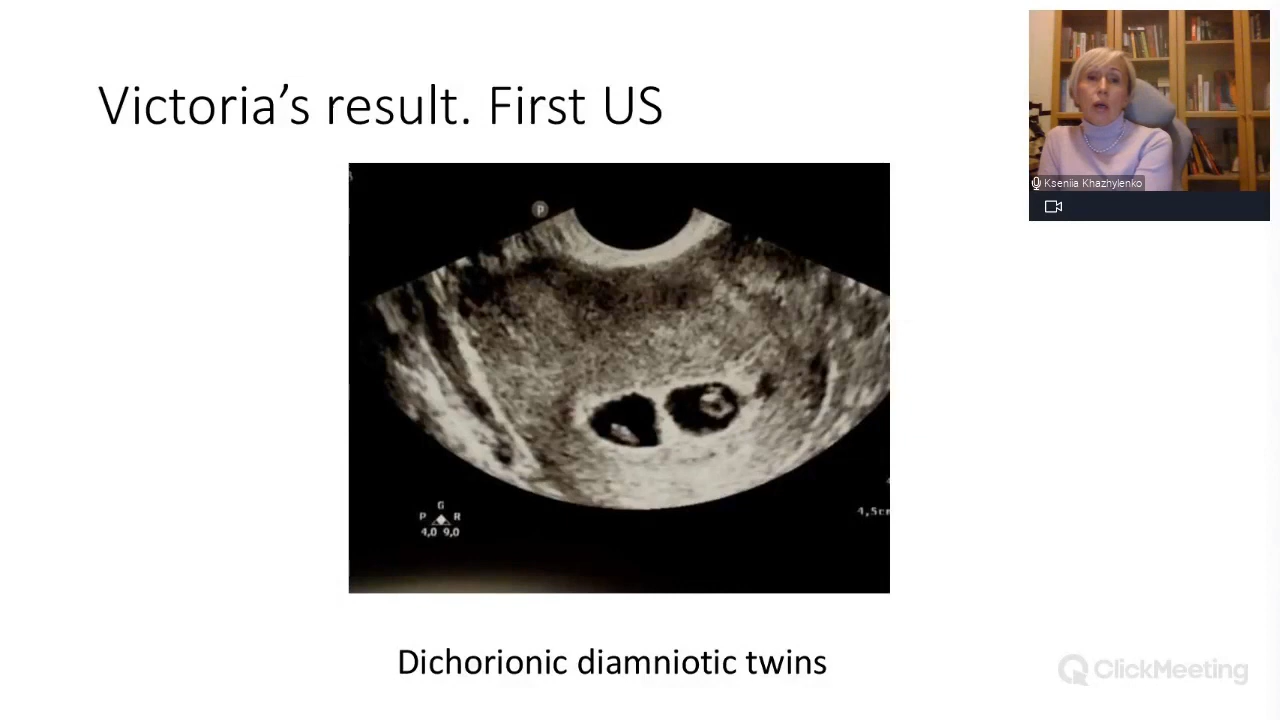 Victoria’s result. First US
Kseniia Khazhylenko
P
G
P R
4,0 9,0
4,5cm
Dichorionic diamniotic twins
ClickMeeting